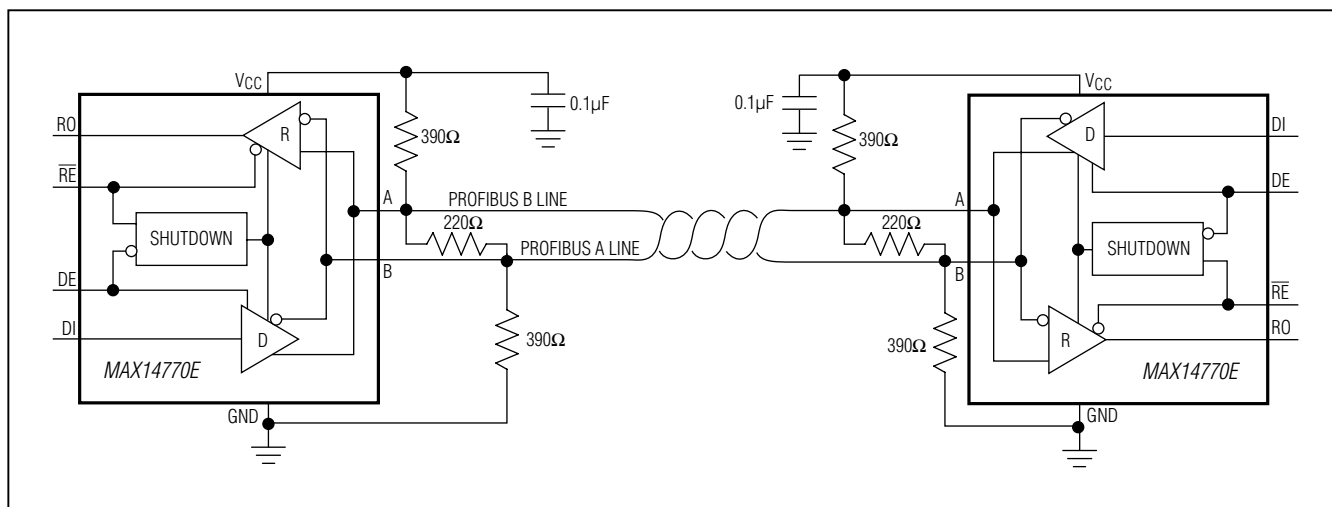 VCC
0.1µF
390Ω
RO
R
RE
SHUTDOWN
DE
DI
D
MAX14770E
GND
A
PROFIBUS B LINE
220Ω
PROFIBUS A LINE
B
390Ω
VCC
0.1µF
390Ω
A
220Ω
B
390Ω
D
DI
DE
SHUTDOWN
RE
R
RO
MAX14770E
GND